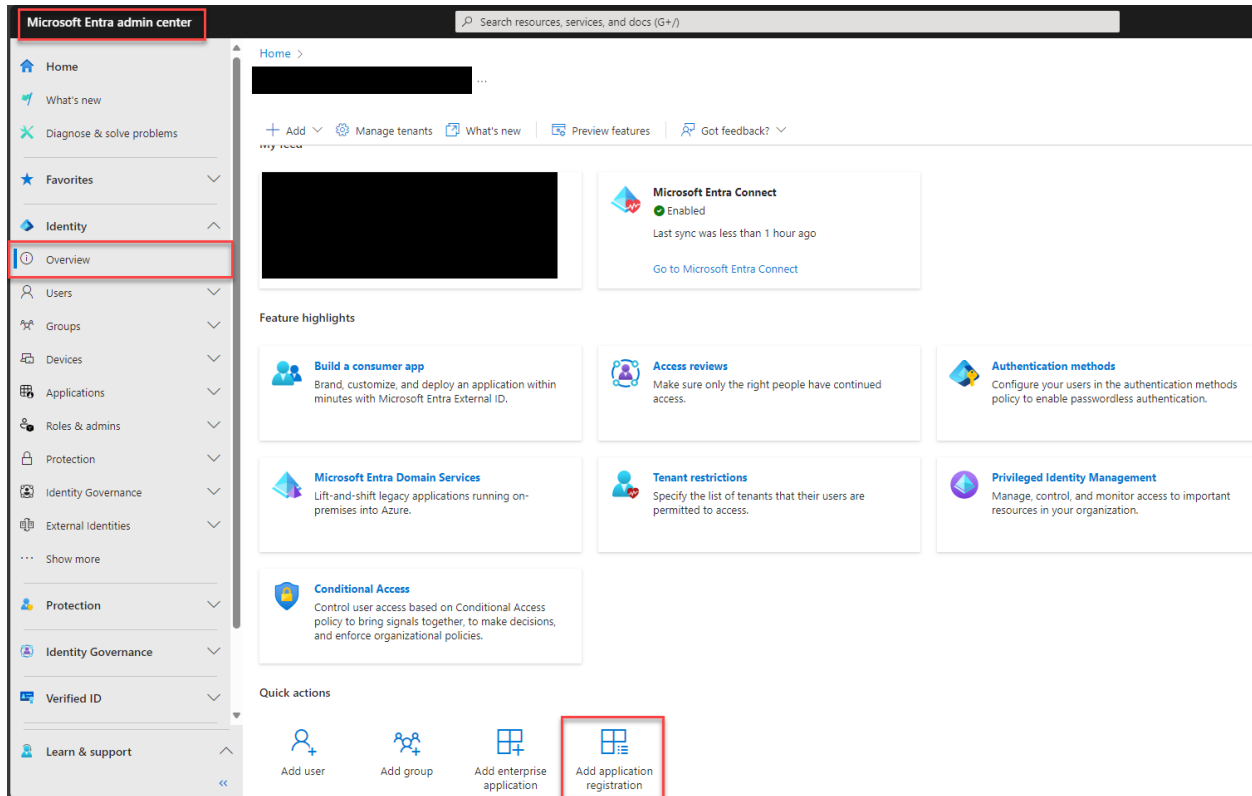 Microsoft Entra admin center
Search resources, services, and docs (G+/)
Home
What's new
Diagnose & solve problems
Favorites
Identity
Overview
Users
Groups
Devices
Applications
Roles & admins
Protection
Identity Governance
External Identities
Show more
Protection
Identity Governance
Verified ID
Learn & support
Home >
...
Add
Manage tenants
What's new
Preview features
Got feedback?
My feed
Microsoft Entra Connect
Enabled
Last sync was less than 1 hour ago
Go to Microsoft Entra Connect
Feature highlights
Build a consumer app
Brand, customize, and deploy an application within
minutes with Microsoft Entra External ID.
Access reviews
Make sure only the right people have continued
access.
Authentication methods
Configure your users in the authentication methods
policy to enable passwordless authentication.
Microsoft Entra Domain Services
Lift-and-shift legacy applications running on-
premises into Azure.
Tenant restrictions
Specify the list of tenants that their users are
permitted to access.
Privileged Identity Management
Manage, control, and monitor access to important
resources in your organization.
Conditional Access
Control user access based on Conditional Access
policy to bring signals together, to make decisions,
and enforce organizational policies.
Quick actions
Add user
Add group
Add enterprise
application
Add application
registration